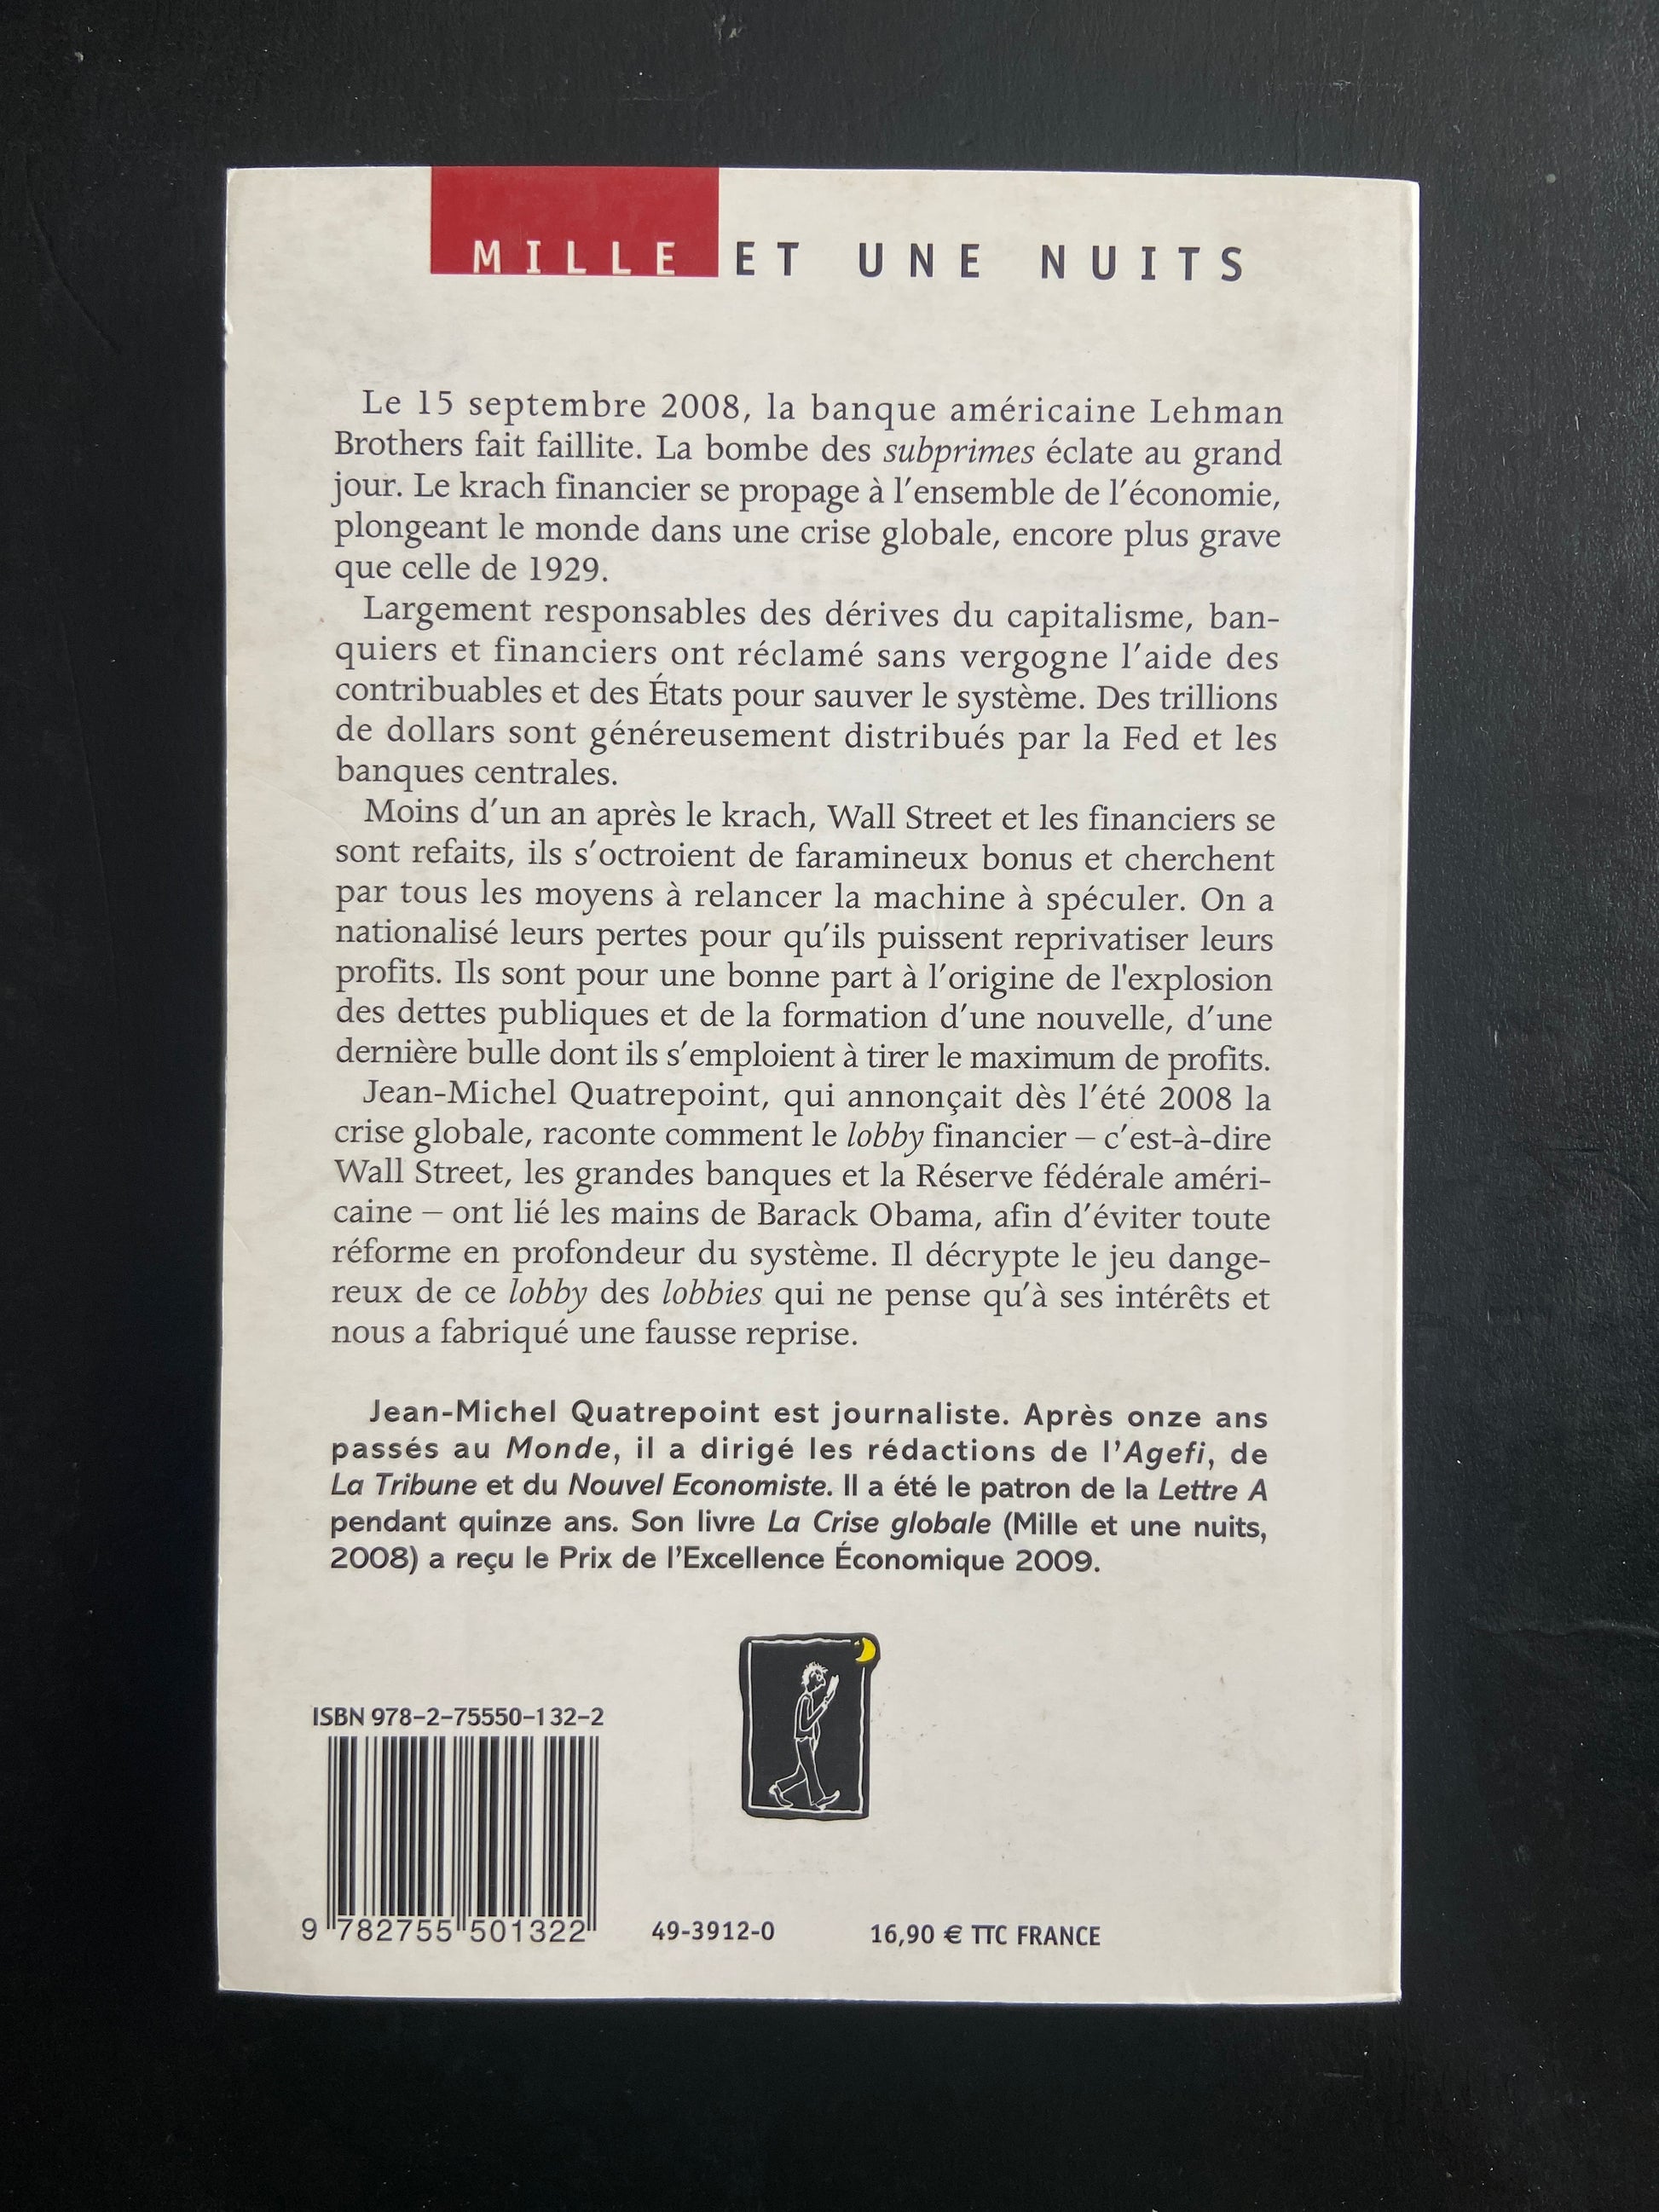 MILLE ET UNE NUITS
Le 15 septembre 2008, la banque américaine Lehman
Brothers fait faillite. La bombe des subprimes éclate au grand
jour. Le krach financier se propage à l’ensemble de l’économie,
plongeant le monde dans une crise globale, encore plus grave
que celle de 1929.
Largement responsables des dérives du capitalisme, ban-
quiers et financiers ont réclamé sans vergogne l’aide des
contribuables et des États pour sauver le système. Des trillions
de dollars sont généreusement distribués par la Fed et les
banques centrales.
Moins d’un an après le krach, Wall Street et les financiers se
sont refaits, ils s’octroient de faramineux bonus et cherchent
par tous les moyens à relancer la machine à spéculer. On a
nationalisé leurs pertes pour qu’ils puissent reprivatiser leurs
profits. Ils sont pour une bonne part à l’origine de l'explosion
des dettes publiques et de la formation d’une nouvelle, d’une
dernière bulle dont ils s’emploient à tirer le maximum de profits.
Jean-Michel Quatrepoint, qui annonçait dès l’été 2008 la
crise globale, raconte comment le lobby financier – c’est-à-dire
Wall Street, les grandes banques et la Réserve fédérale améri-
caine – ont lié les mains de Barack Obama, afin d’éviter toute
réforme en profondeur du système. Il décrypte le jeu dange-
reux de ce lobby des lobbies qui ne pense qu’à ses intérêts et
nous a fabriqué une fausse reprise.
Jean-Michel Quatrepoint est journaliste. Après onze ans
passés au Monde, il a dirigé les rédactions de l’Agefi, de
La Tribune et du Nouvel Economiste. Il a été le patron de la Lettre A
pendant quinze ans. Son livre La Crise globale (Mille et une nuits,
2008) a reçu le Prix de l’Excellence Économique 2009.
ISBN 978-2-75550-132-2
9 782755 501322
49-3912-0
16,90 € TTC FRANCE